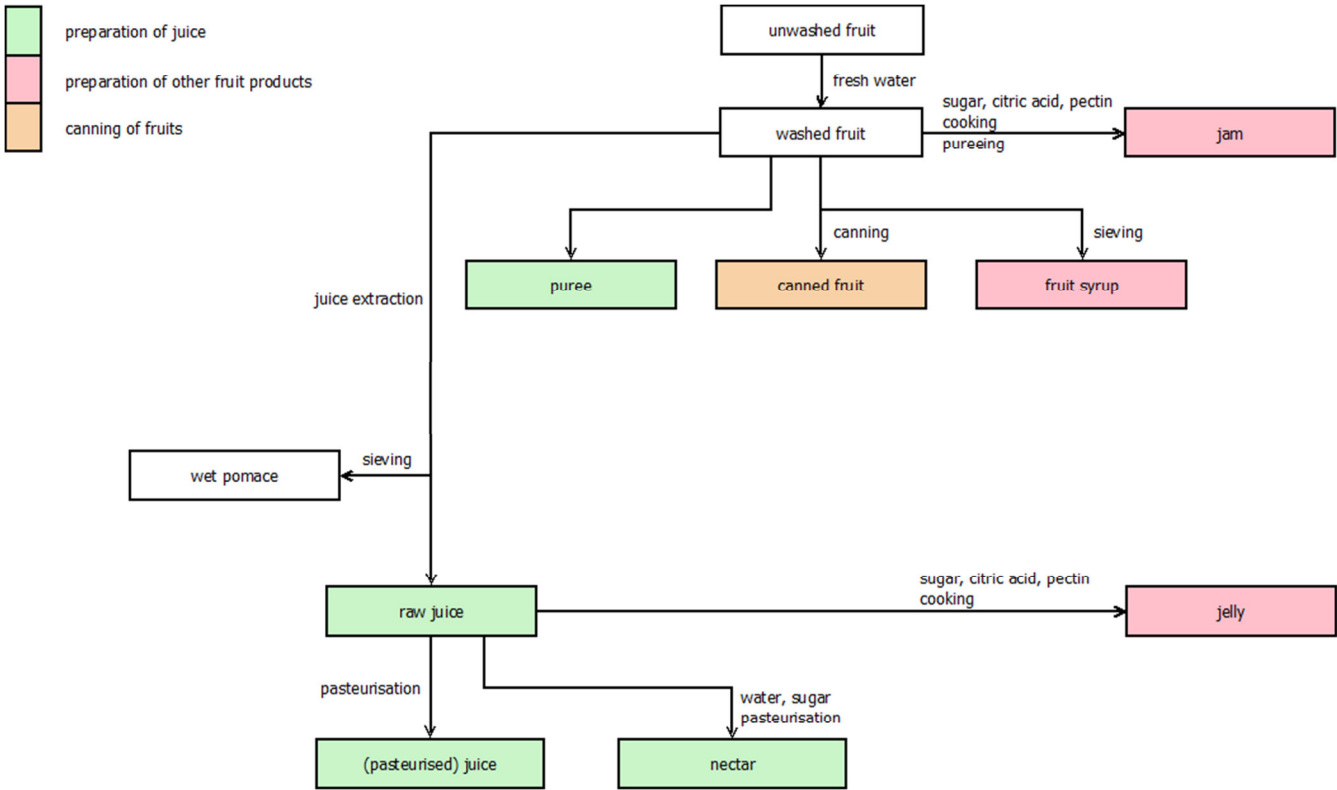 preparation of juice
preparation of other fruit products
canning of fruits
unwashed fruit
fresh water
washed fruit
sugar, citric acid, pectin
cooking
pureeing
jam
canning
sieving
puree
canned fruit
fruit syrup
juice extraction
sieving
wet pomace
raw juice
sugar, citric acid, pectin
cooking
jelly
pasteurisation
water, sugar
pasteurisation
(pasteurised) juice
nectar